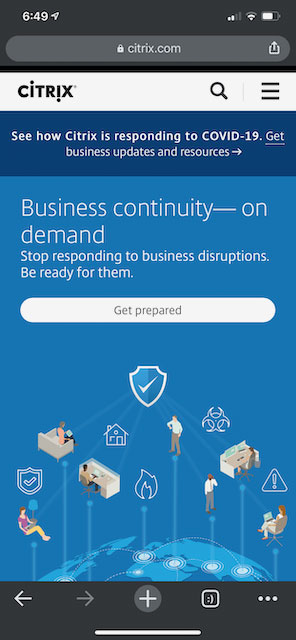 6:49
citrix.com
CITRIX
See how Citrix is responding to COVID-19. Get
business updates and resources →
Business continuity— on
demand
Stop responding to business disruptions.
Be ready for them.
Get prepared
:)